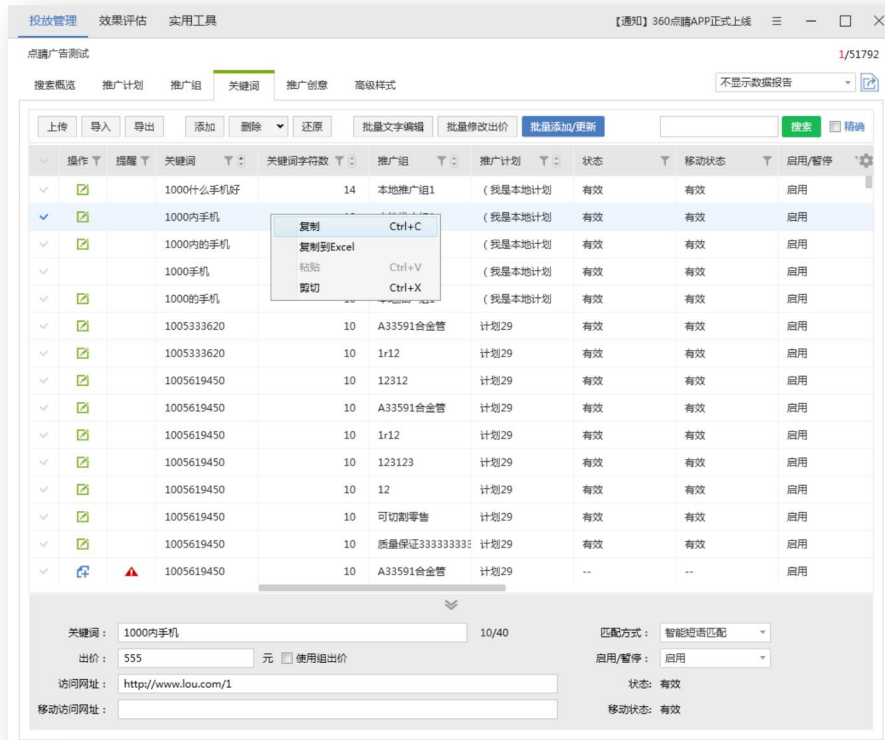 投放管理 效果评估 实用工具 【通知】360点睛APP正式上线
点睛广告测试 1/51792
搜索概览 推广计划 推广组 关键词 推广创意 高级样式 不显示数据报告
上传 导入 导出 添加 删除 还原 批量文字编辑 批量修改出价 批量添加/更新 搜索 精确
操作 提醒 关键词 关键词字符数 推广组 推广计划 状态 移动状态 启用/暂停
1000什么手机好 14 本地推广组1 (我是本地计划 有效 有效 启用
1000内手机 (我是本地计划 有效 有效 启用
复制 Ctrl+C
1000内的手机 (我是本地计划 有效 有效 启用
复制到Excel
1000手机 (我是本地计划 有效 有效 启用
粘贴 Ctrl+V
剪切 Ctrl+X
1000的手机 (我是本地计划 有效 有效 启用
1005333620 10 A33591合金管 计划29 有效 有效 启用
1005333620 10 1r12 计划29 有效 有效 启用
1005619450 10 12312 计划29 有效 有效 启用
1005619450 10 A33591合金管 计划29 有效 有效 启用
1005619450 10 1r12 计划29 有效 有效 启用
1005619450 10 123123 计划29 有效 有效 启用
1005619450 10 12 计划29 有效 有效 启用
1005619450 10 可切割零售 计划29 有效 有效 启用
1005619450 10 质量保证333333333 计划29 有效 有效 启用
1005619450 10 A33591合金管 计划29 -- -- 启用
关键词： 1000内手机 10/40 匹配方式： 智能短语匹配
出价： 555 元 使用组出价 启用/暂停： 启用
访问网址： http://www.lou.com/1 状态: 有效
移动访问网址： 移动状态: 有效